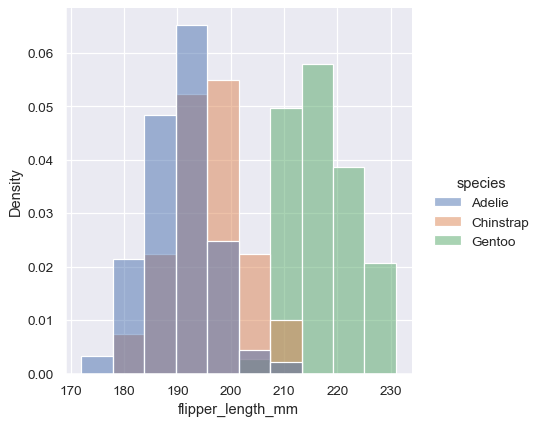 0.06
0.05
0.04
0.03
0.02
0.01
0.00
Density
170 180 190 200 210 220 230
flipper_length_mm
species
Adelie
Chinstrap
Gentoo